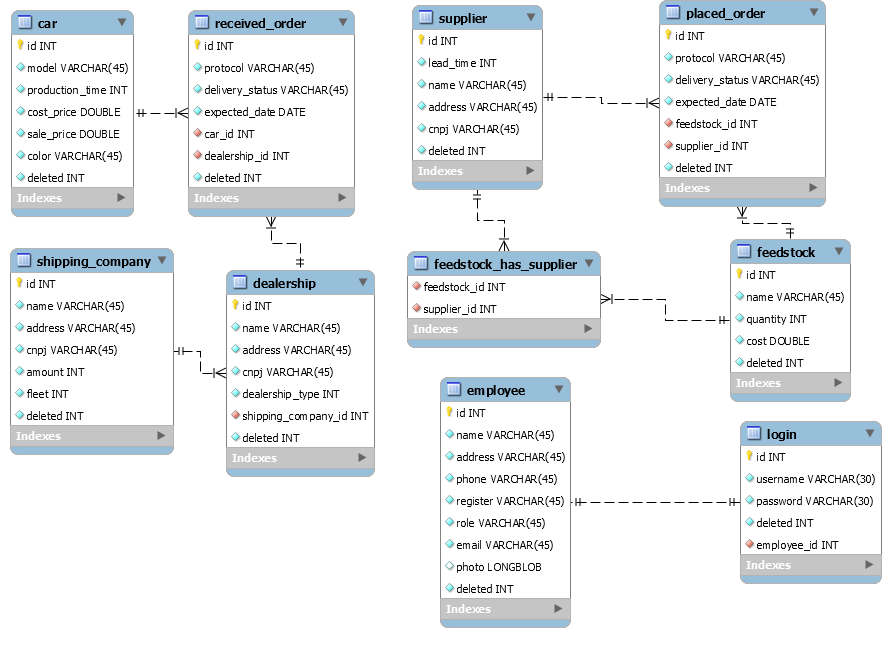 car
id INT
model VARCHAR(45)
production_time INT
cost_price DOUBLE
sale_price DOUBLE
color VARCHAR(45)
deleted INT
Indexes
received_order
id INT
protocol VARCHAR(45)
delivery_status VARCHAR(45)
expected_date DATE
car_id INT
dealership_id INT
deleted INT
Indexes
supplier
id INT
lead_time INT
name VARCHAR(45)
address VARCHAR(45)
cnpj VARCHAR(45)
deleted INT
Indexes
placed_order
id INT
protocol VARCHAR(45)
delivery_status VARCHAR(45)
expected_date DATE
feedstock_id INT
supplier_id INT
deleted INT
Indexes
shipping_company
id INT
name VARCHAR(45)
address VARCHAR(45)
cnpj VARCHAR(45)
amount INT
fleet INT
deleted INT
Indexes
dealership
id INT
name VARCHAR(45)
address VARCHAR(45)
cnpj VARCHAR(45)
dealership_type INT
shipping_company_id INT
deleted INT
Indexes
feedstock_has_supplier
feedstock_id INT
supplier_id INT
Indexes
feedstock
id INT
name VARCHAR(45)
quantity INT
cost DOUBLE
deleted INT
Indexes
employee
id INT
name VARCHAR(45)
address VARCHAR(45)
phone VARCHAR(45)
register VARCHAR(45)
role VARCHAR(45)
email VARCHAR(45)
photo LONGBLOB
deleted INT
Indexes
login
id INT
username VARCHAR(30)
password VARCHAR(30)
deleted INT
employee_id INT
Indexes